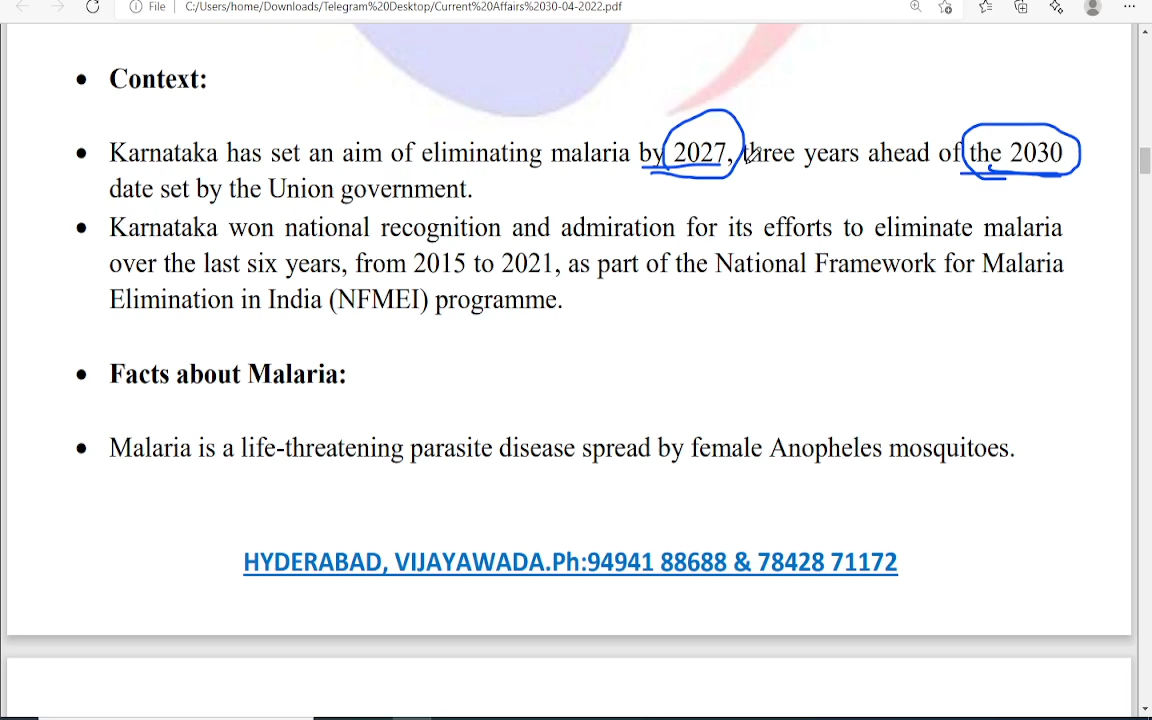 File
C:/Users/home/Downloads/Telegram%20Desktop/Current%20Affairs%2030-04-2022.pdf
• Context:
• Karnataka has set an aim of eliminating malaria by 2027, three years ahead of the 2030
date set by the Union government.
• Karnataka won national recognition and admiration for its efforts to eliminate malaria
over the last six years, from 2015 to 2021, as part of the National Framework for Malaria
Elimination in India (NFMEI) programme.
• Facts about Malaria:
• Malaria is a life-threatening parasite disease spread by female Anopheles mosquitoes.
HYDERABAD, VIJAYAWADA.Ph:94941 88688 & 78428 71172